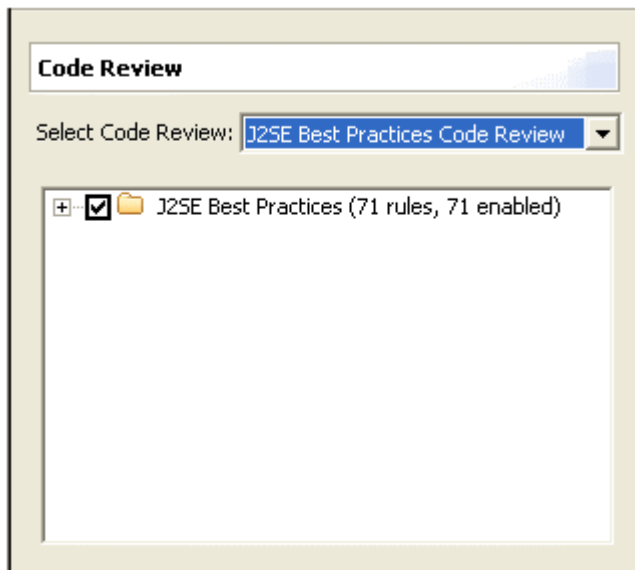 Code Review
Select Code Review: J2SE Best Practices Code Review
J2SE Best Practices (71 rules, 71 enabled)